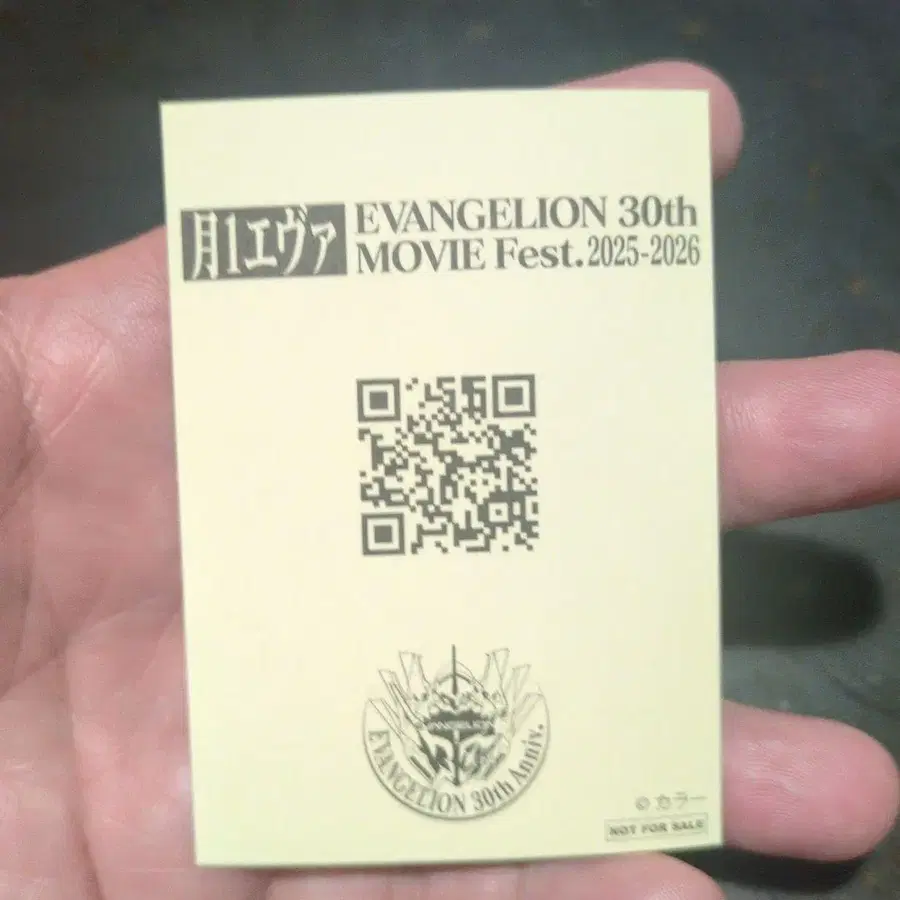 月1エヴァ
EVANGELION 30th
MOVIE Fest.2025-2026
EVANGELION
EVANGELION 30th Anniv.
© カラー
NOT FOR SALE